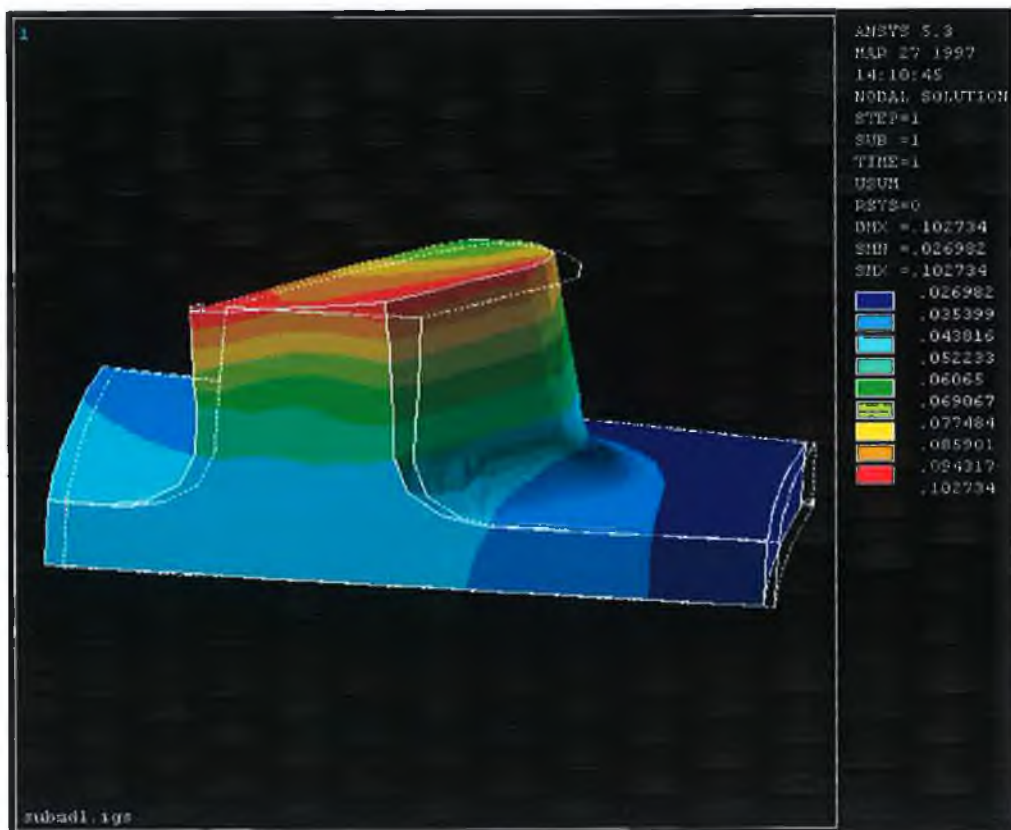 1
ANSYS 5.3
MAR 27 1997
14:10:45
NODAL SOLUTION
STEP=1
SUB =1
TIME=1
USUM
RSYS=0
DMX =.102734
SMN =.026982
SMX =.102734
.026982
.035399
.043816
.052233
.06065
.069067
.077484
.085901
.094317
.102734
submdl.igs